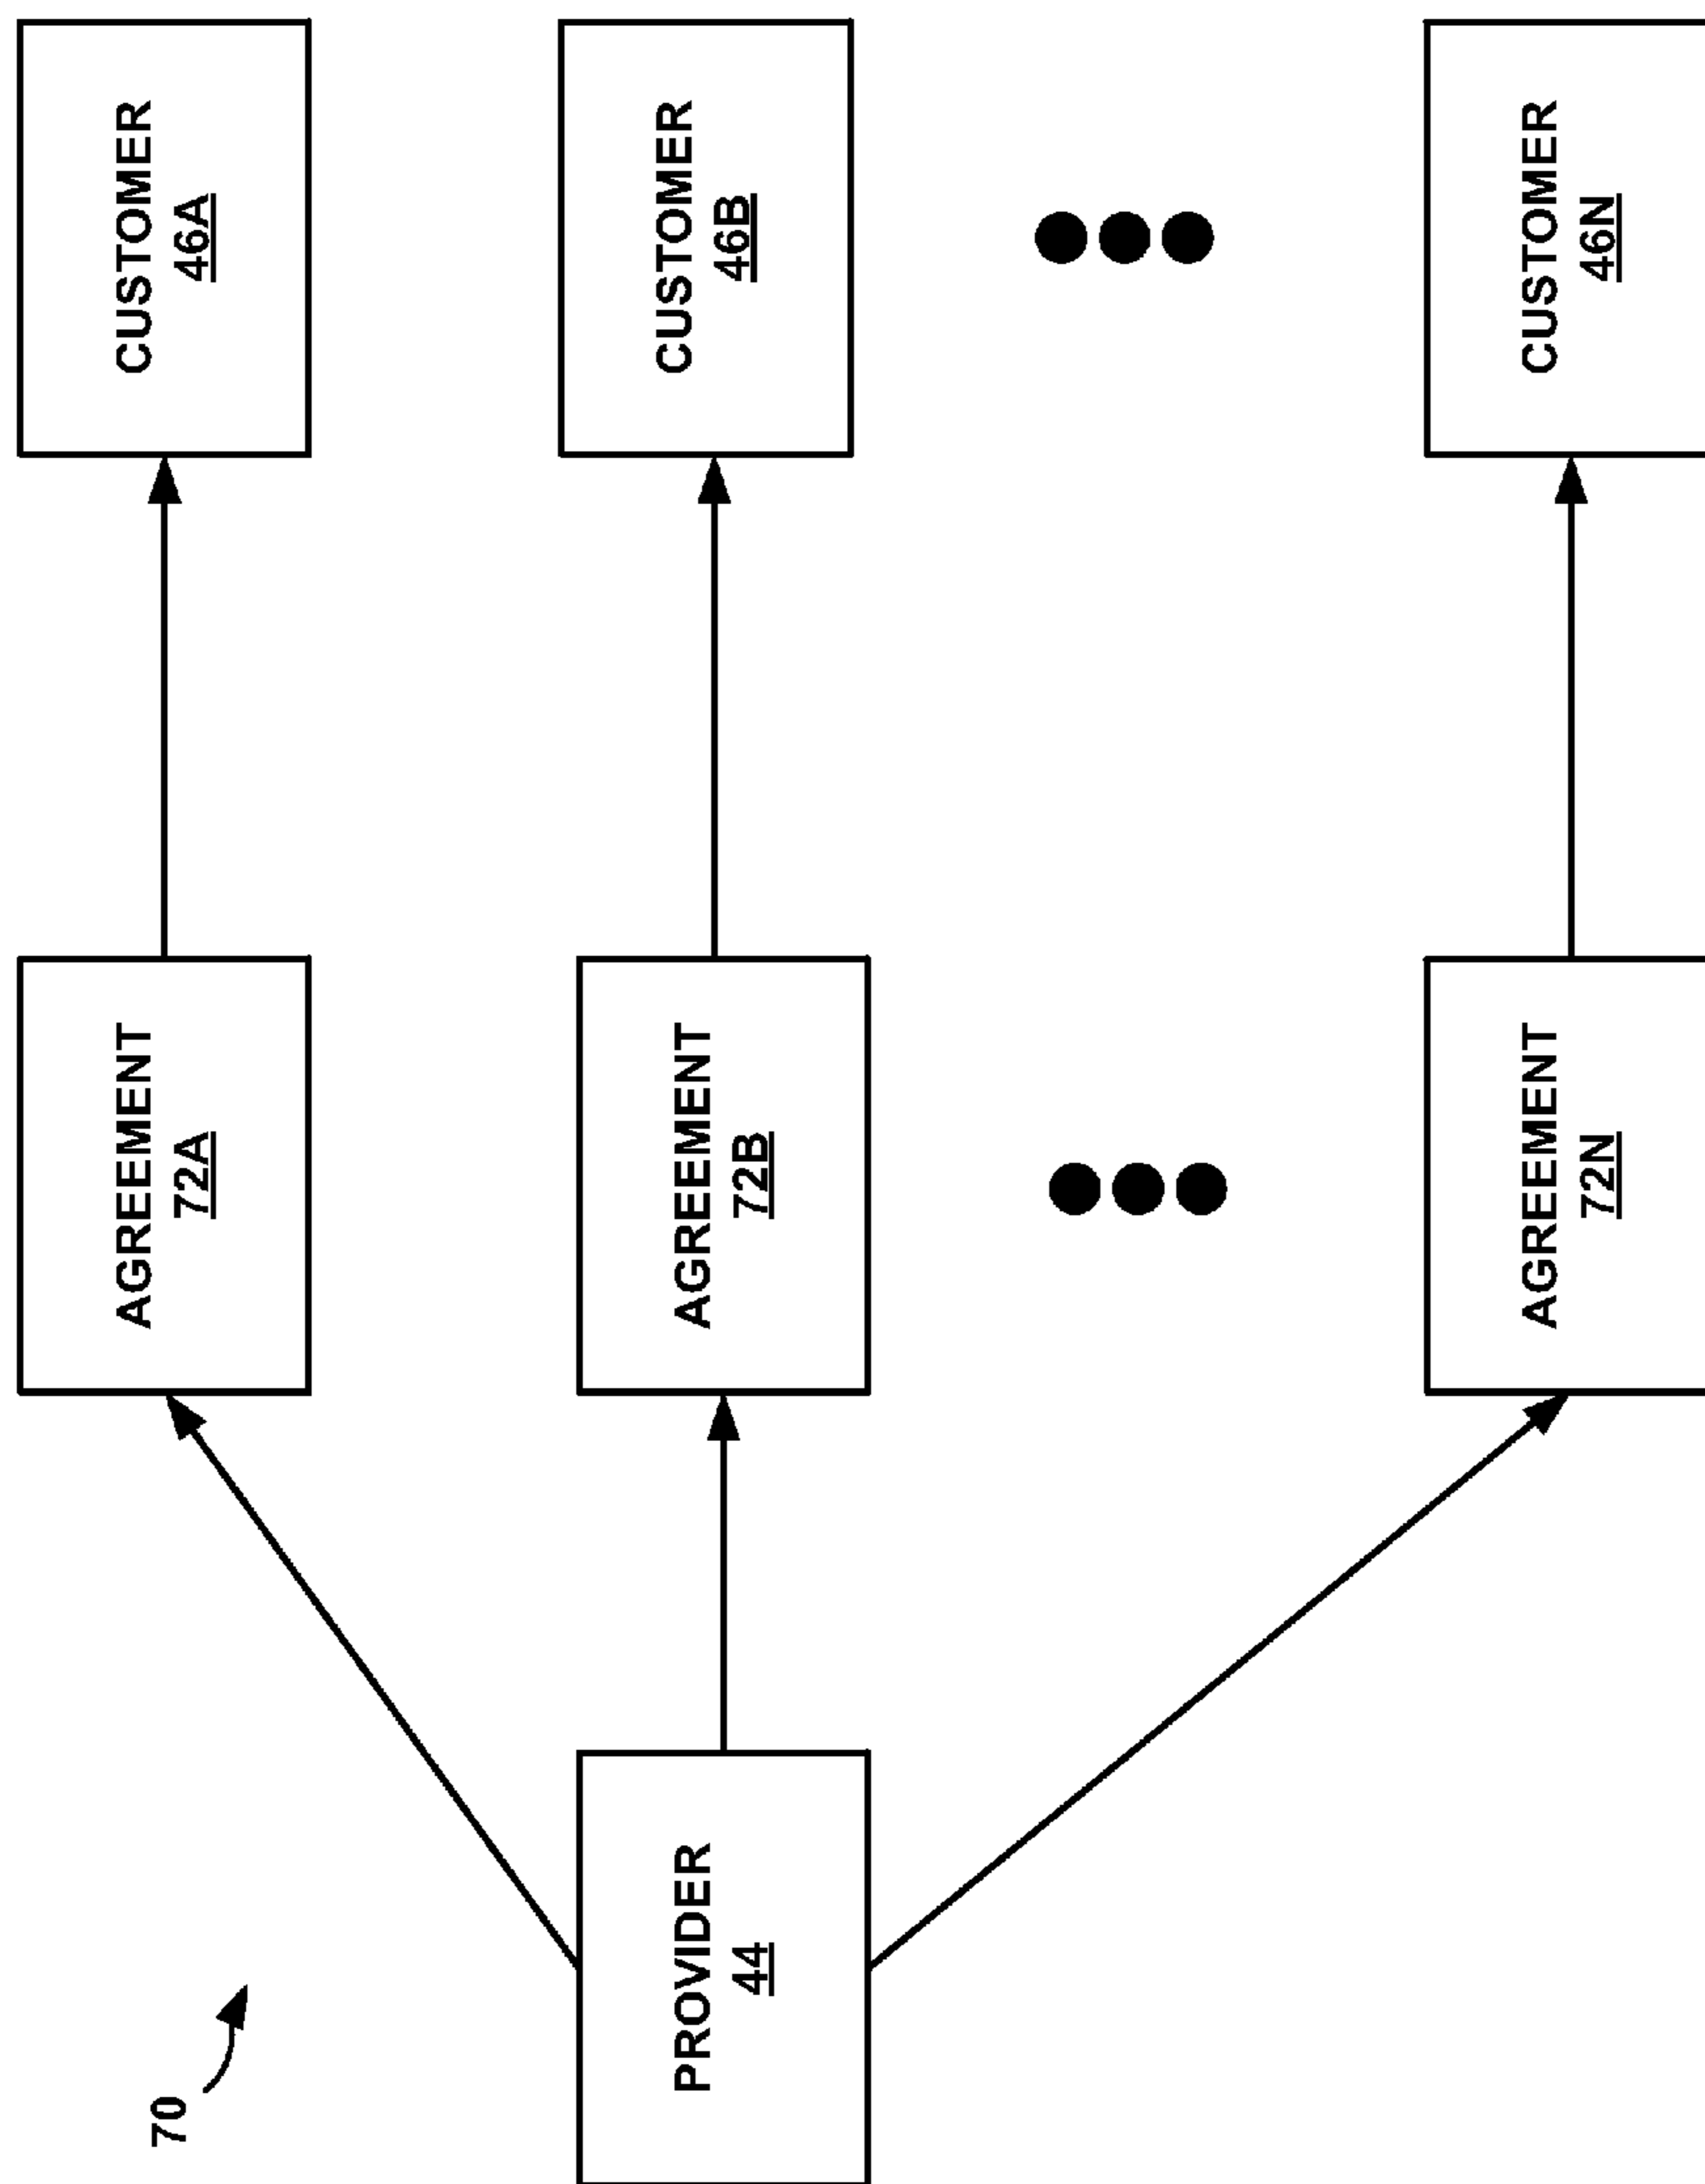 70
CUSTOMER
46A
AGREEMENT
72A
CUSTOMER
46B
AGREEMENT
72B
PROVIDER
44
CUSTOMER
46N
AGREEMENT
72N